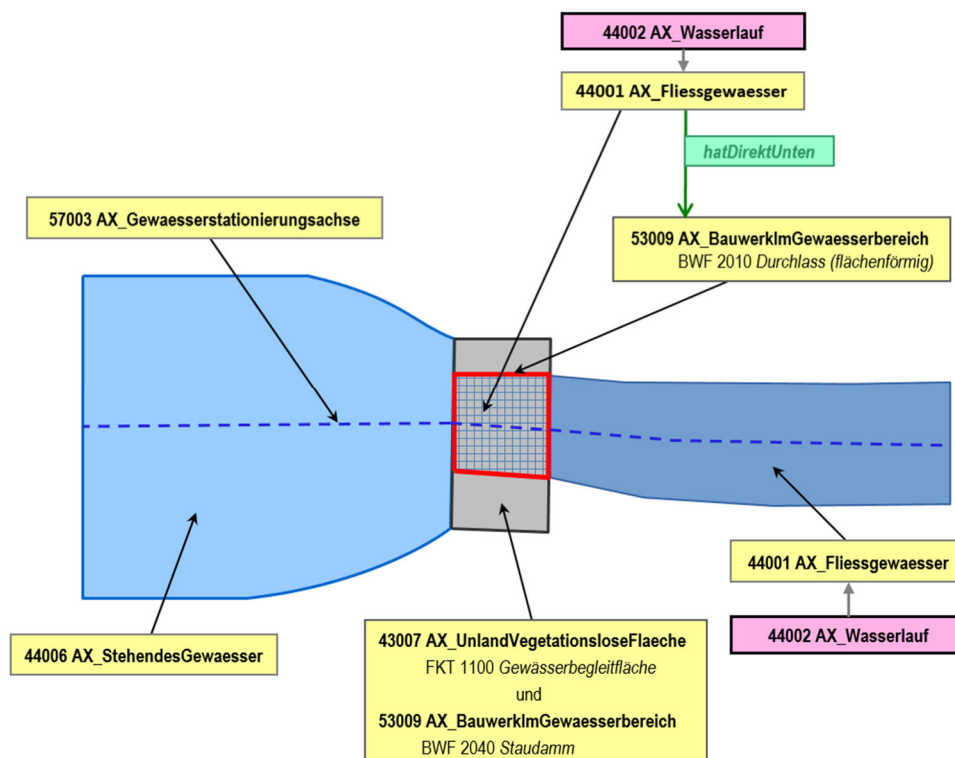 44002 AX_Wasserlauf
44001 AX_Fliessgewaesser
hatDirektUnten
57003 AX_Gewaesserstationierungsachse
53009 AX_BauwerkImGewaesserbereich
BWF 2010 Durchlass (flächenförmig)
44001 AX_Fliessgewaesser
44002 AX_Wasserlauf
44006 AX_StehendesGewaesser
43007 AX_UnlandVegetationsloseFlaeche
FKT 1100 Gewässerbegleitfläche
und
53009 AX_BauwerkImGewaesserbereich
BWF 2040 Staudamm